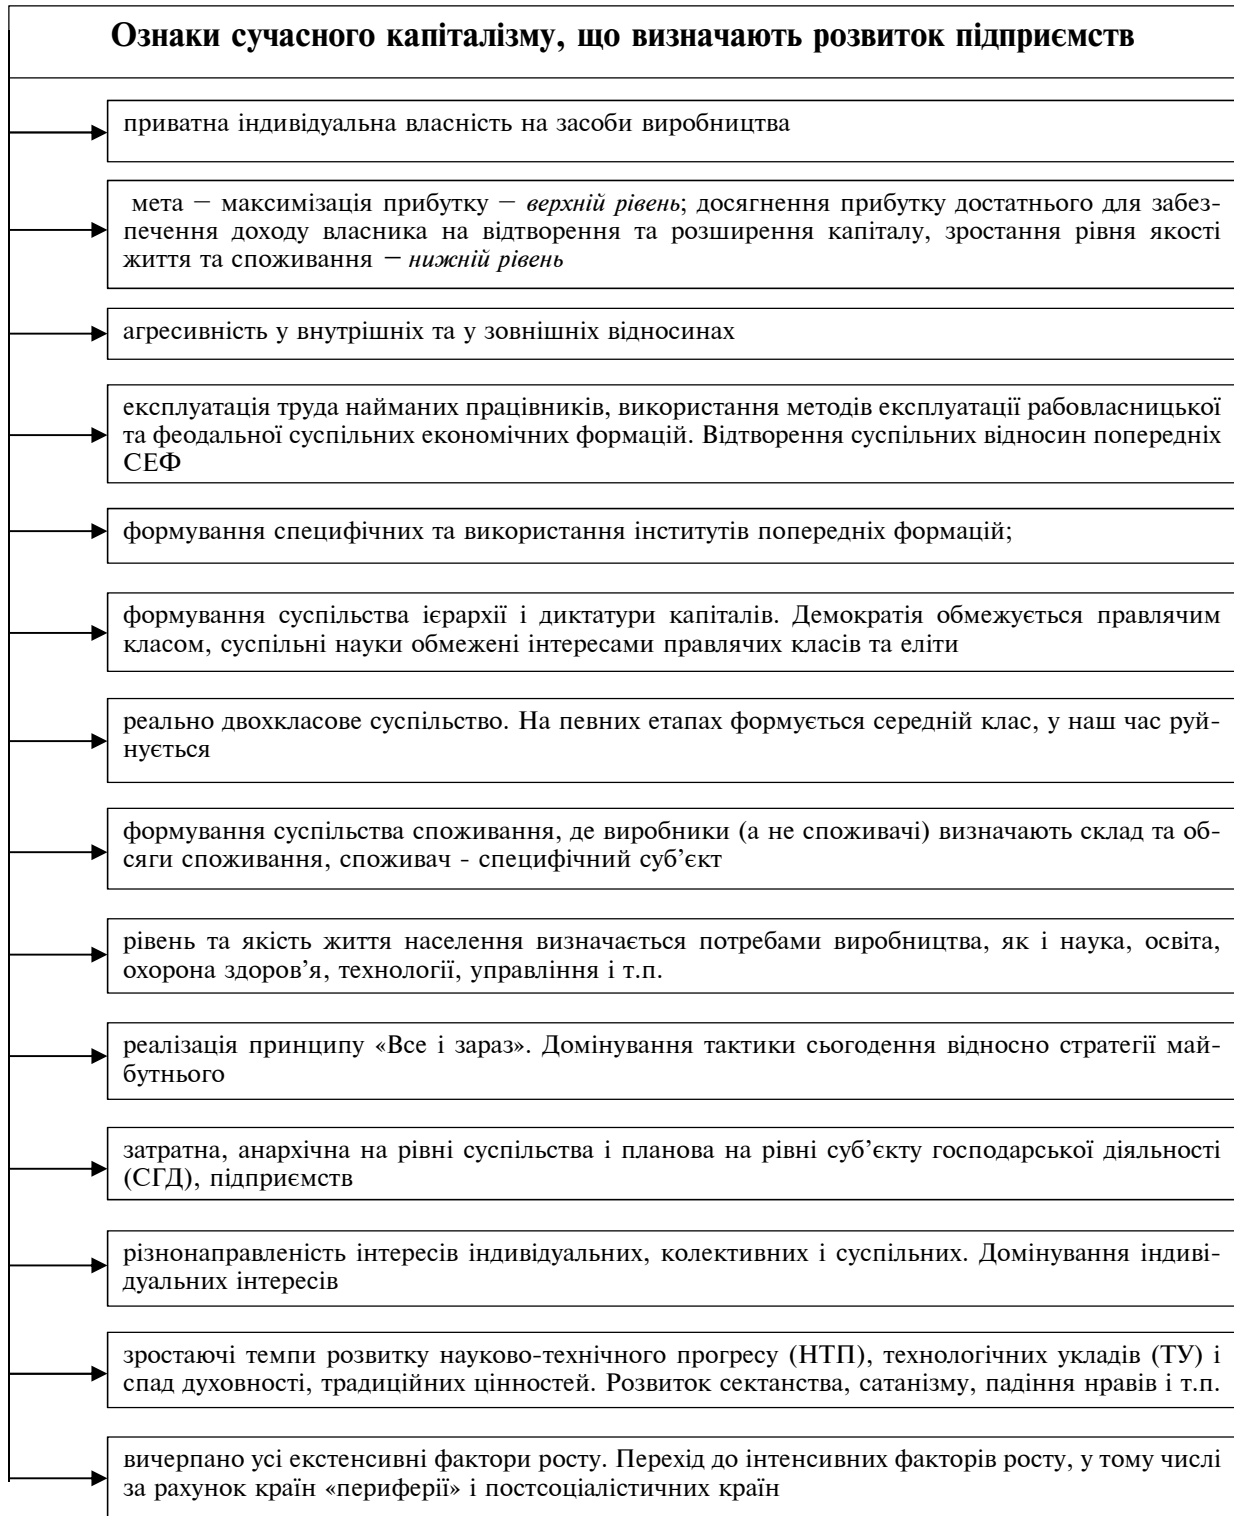 Ознаки сучасного капіталізму, що визначають розвиток підприємств
приватна індивідуальна власність на засоби виробництва
мета — максимізація прибутку — верхній рівень; досягнення прибутку достатнього для забез-
печення доходу власника на відтворення та розширення капіталу, зростання рівня якості
життя та споживання — нижній рівень
агресивність у внутрішніх та у зовнішніх відносинах
експлуатація труда найманих працівників, використання методів експлуатації рабовласницької
та феодальної суспільних економічних формацій. Відтворення суспільних відносин попередніх
СЕФ
формування специфічних та використання інститутів попередніх формацій;
формування суспільства ієрархії і диктатури капіталів. Демократія обмежується правлячим
класом, суспільні науки обмежені інтересами правлячих класів та еліти
реально двохкласове суспільство. На певних етапах формується середній клас, у наш час руй-
нується
формування суспільства споживання, де виробники (а не споживачі) визначають склад та об-
сяги споживання, споживач - специфічний суб’єкт
рівень та якість життя населення визначається потребами виробництва, як і наука, освіта,
охорона здоров’я, технології, управління і т.п.
реалізація принципу «Все і зараз». Домінування тактики сьогодення відносно стратегії май-
бутнього
затратна, анархічна на рівні суспільства і планова на рівні суб’єкту господарської діяльності
(СГД), підприємств
різнонаправленість інтересів індивідуальних, колективних і суспільних. Домінування індиві-
дуальних інтересів
зростаючі темпи розвитку науково-технічного прогресу (НТП), технологічних укладів (ТУ) і
спад духовності, традиційних цінностей. Розвиток сектанства, сатанізму, падіння нравів і т.п.
вичерпано усі екстенсивні фактори росту. Перехід до інтенсивних факторів росту, у тому числі
за рахунок країн «периферії» і постсоціалістичних країн